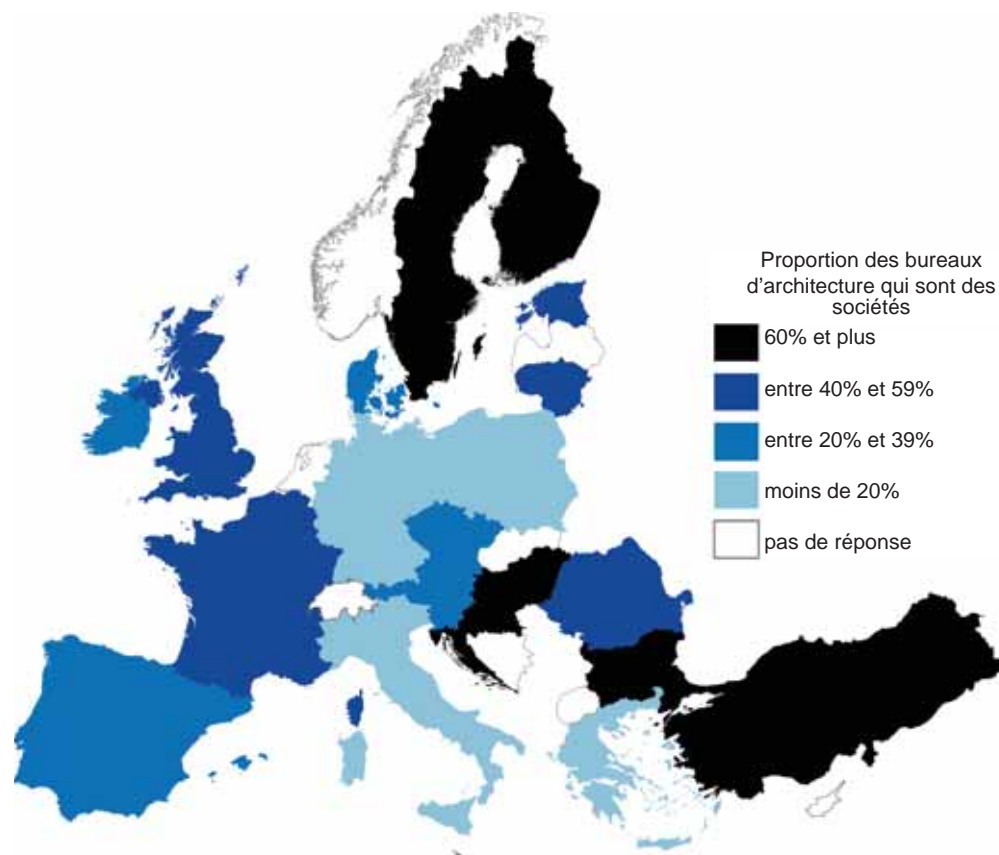 Proportion des bureaux
d'architecture qui sont des
sociétés
60% et plus
entre 40% et 59%
entre 20% et 39%
moins de 20%
pas de réponse